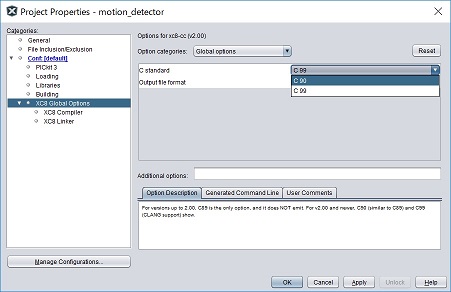 Project Properties - motion_detector
Categories:
General
File Inclusion/Exclusion
Conf: [default]
PICkit 3
Loading
Libraries
Building
XC8 Global Options
XC8 Compiler
XC8 Linker
Manage Configurations...
Options for xc8-cc (v2.00)
Option categories: Global options Reset
C standard C 99
Output file format C 90
C 99
Additional options:
Option Description Generated Command Line User Comments
For versions up to 2.00, C89 is the only option, and it does NOT emit. For v2.00 and newer, C90 (similar to C89) and C99
(CLANG support) show.
OK Cancel Apply Unlock Help